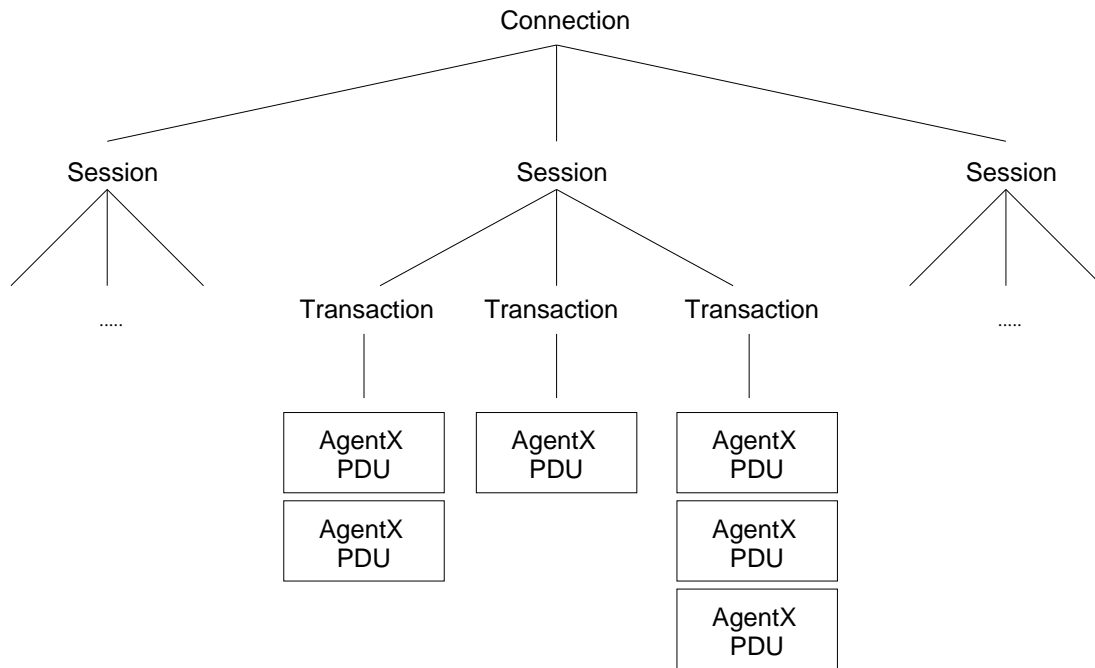 Connection
Session Session Session
Transaction Transaction Transaction
..... .....
AgentX AgentX AgentX
PDU PDU PDU
AgentX AgentX
PDU PDU
AgentX
PDU